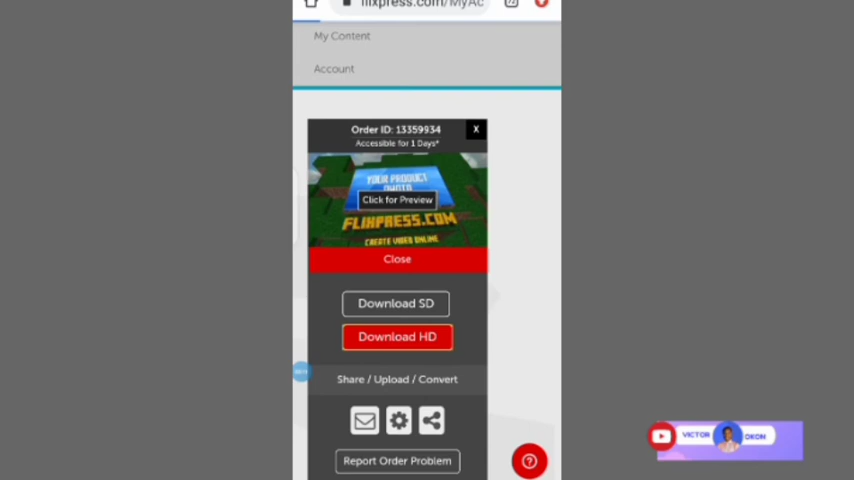 flixpress.com/MyAc
My Content
Account
Order ID: 13359934
X
Accessible for 1 Days*
YOUR PRODUCT
PHOTO
Click for Preview
FLIXPRESS.COM
CREATE VIDEO ONLINE
Close
Download SD
Download HD
Share / Upload / Convert
Report Order Problem
VICTOR OKON